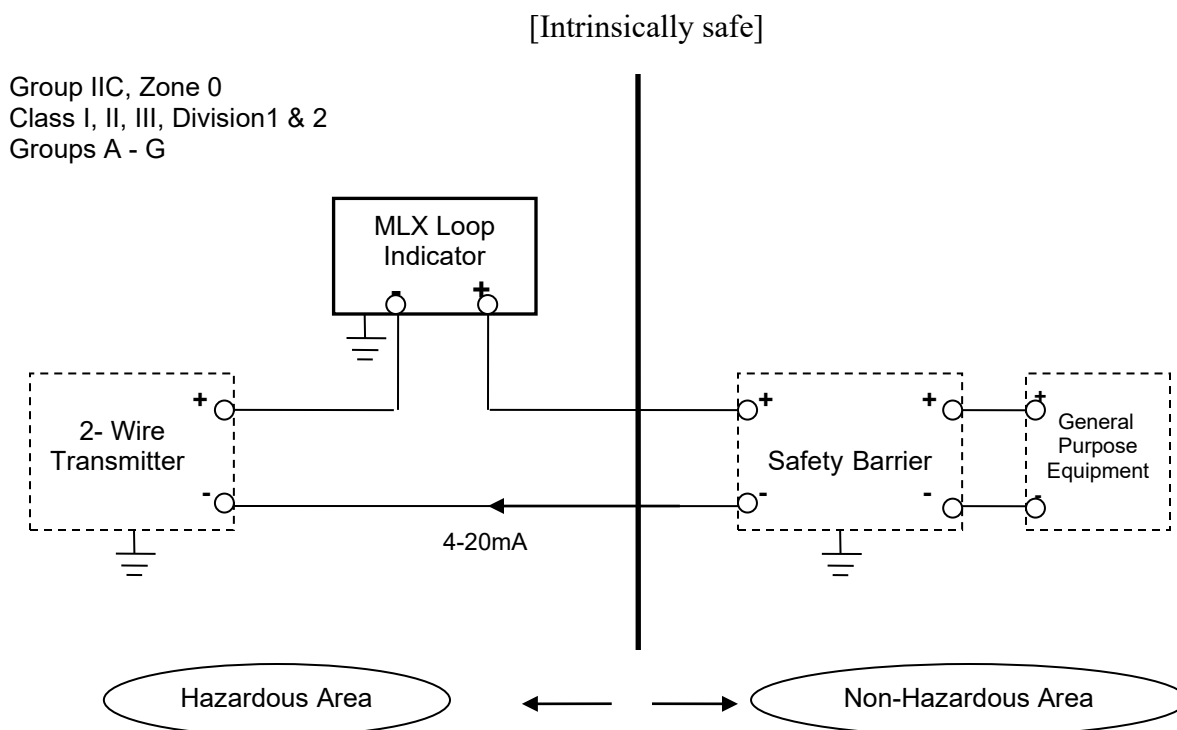 [Intrinsically safe]
Group IIC, Zone 0
Class I, II, III, Division1 & 2
Groups A - G
MLX Loop
Indicator
- +
+
2- Wire
Transmitter
-
4-20mA
+ +
Safety Barrier
- -
+
General
Purpose
Equipment
-
Hazardous Area
Non-Hazardous Area